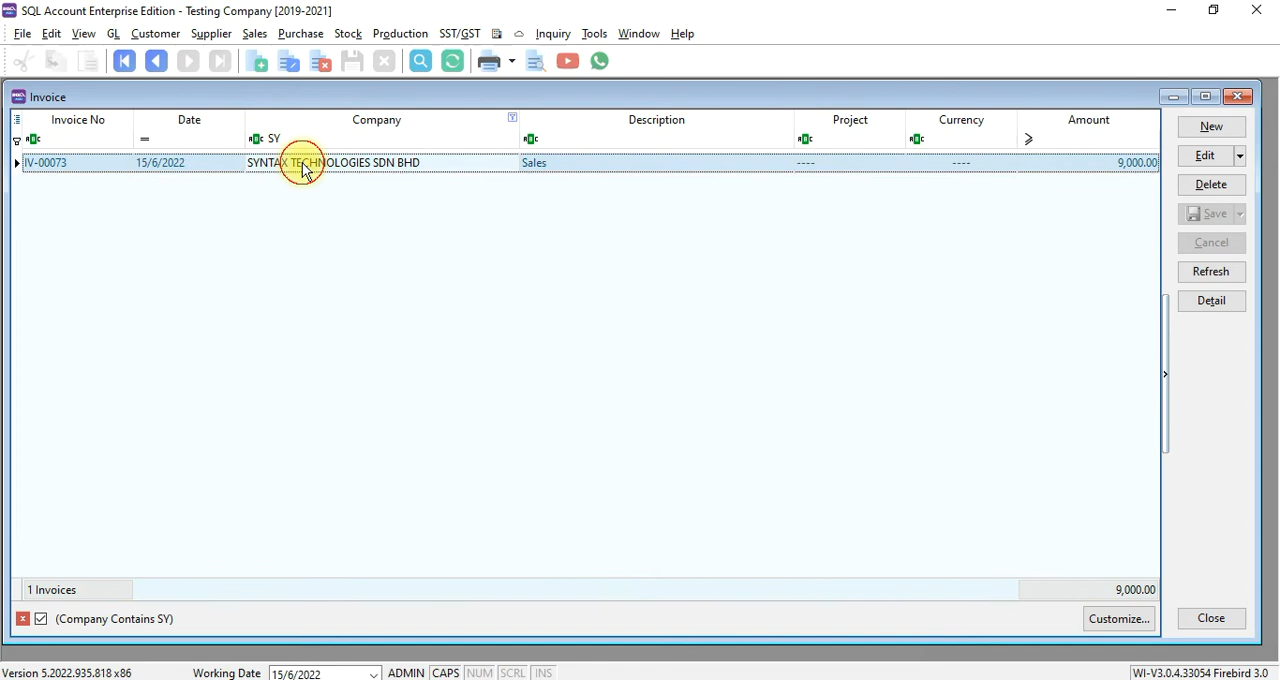 SQL Account Enterprise Edition - Testing Company [2019-2021]
File Edit View GL Customer Supplier Sales Purchase Stock Production SST/GST Inquiry Tools Window Help
Invoice
Invoice No Date Company Description Project Currency Amount
SY
IV-00073 15/6/2022 SYNTAX TECHNOLOGIES SDN BHD Sales ---- ---- 9,000.00
1 Invoices 9,000.00
(Company Contains SY)
Customize...
New
Edit
Delete
Save
Cancel
Refresh
Detail
Close
Version 5.2022.935.818 x86 Working Date 15/6/2022 ADMIN CAPS NUM SCRL INS WI-V3.0.4.33054 Firebird 3.0